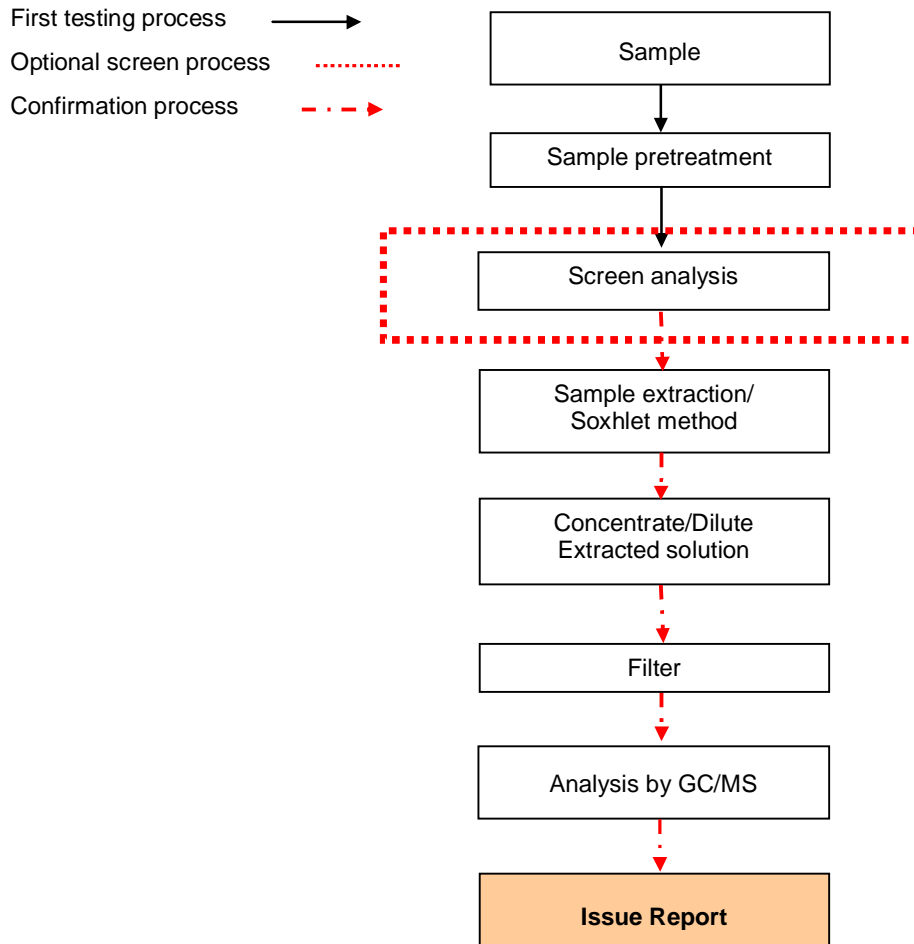 First testing process
Optional screen process
Confirmation process
Sample
Sample pretreatment
Screen analysis
Sample extraction/
Soxhlet method
Concentrate/Dilute
Extracted solution
Filter
Analysis by GC/MS
Issue Report